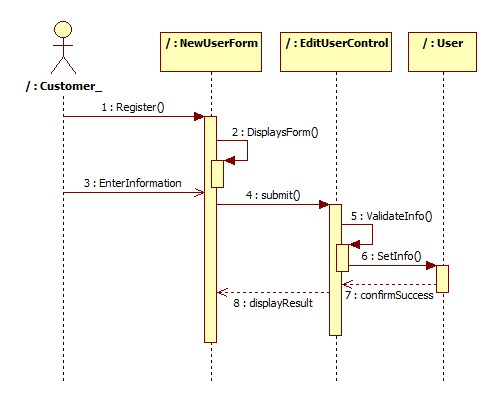 / : NewUserForm
/ : EditUserControl
/ : User
/ : Customer_
1 : Register()
2 : DisplaysForm()
3 : EnterInformation
4 : submit()
5 : ValidateInfo()
6 : SetInfo()
7 : confirmSuccess
8 : displayResult